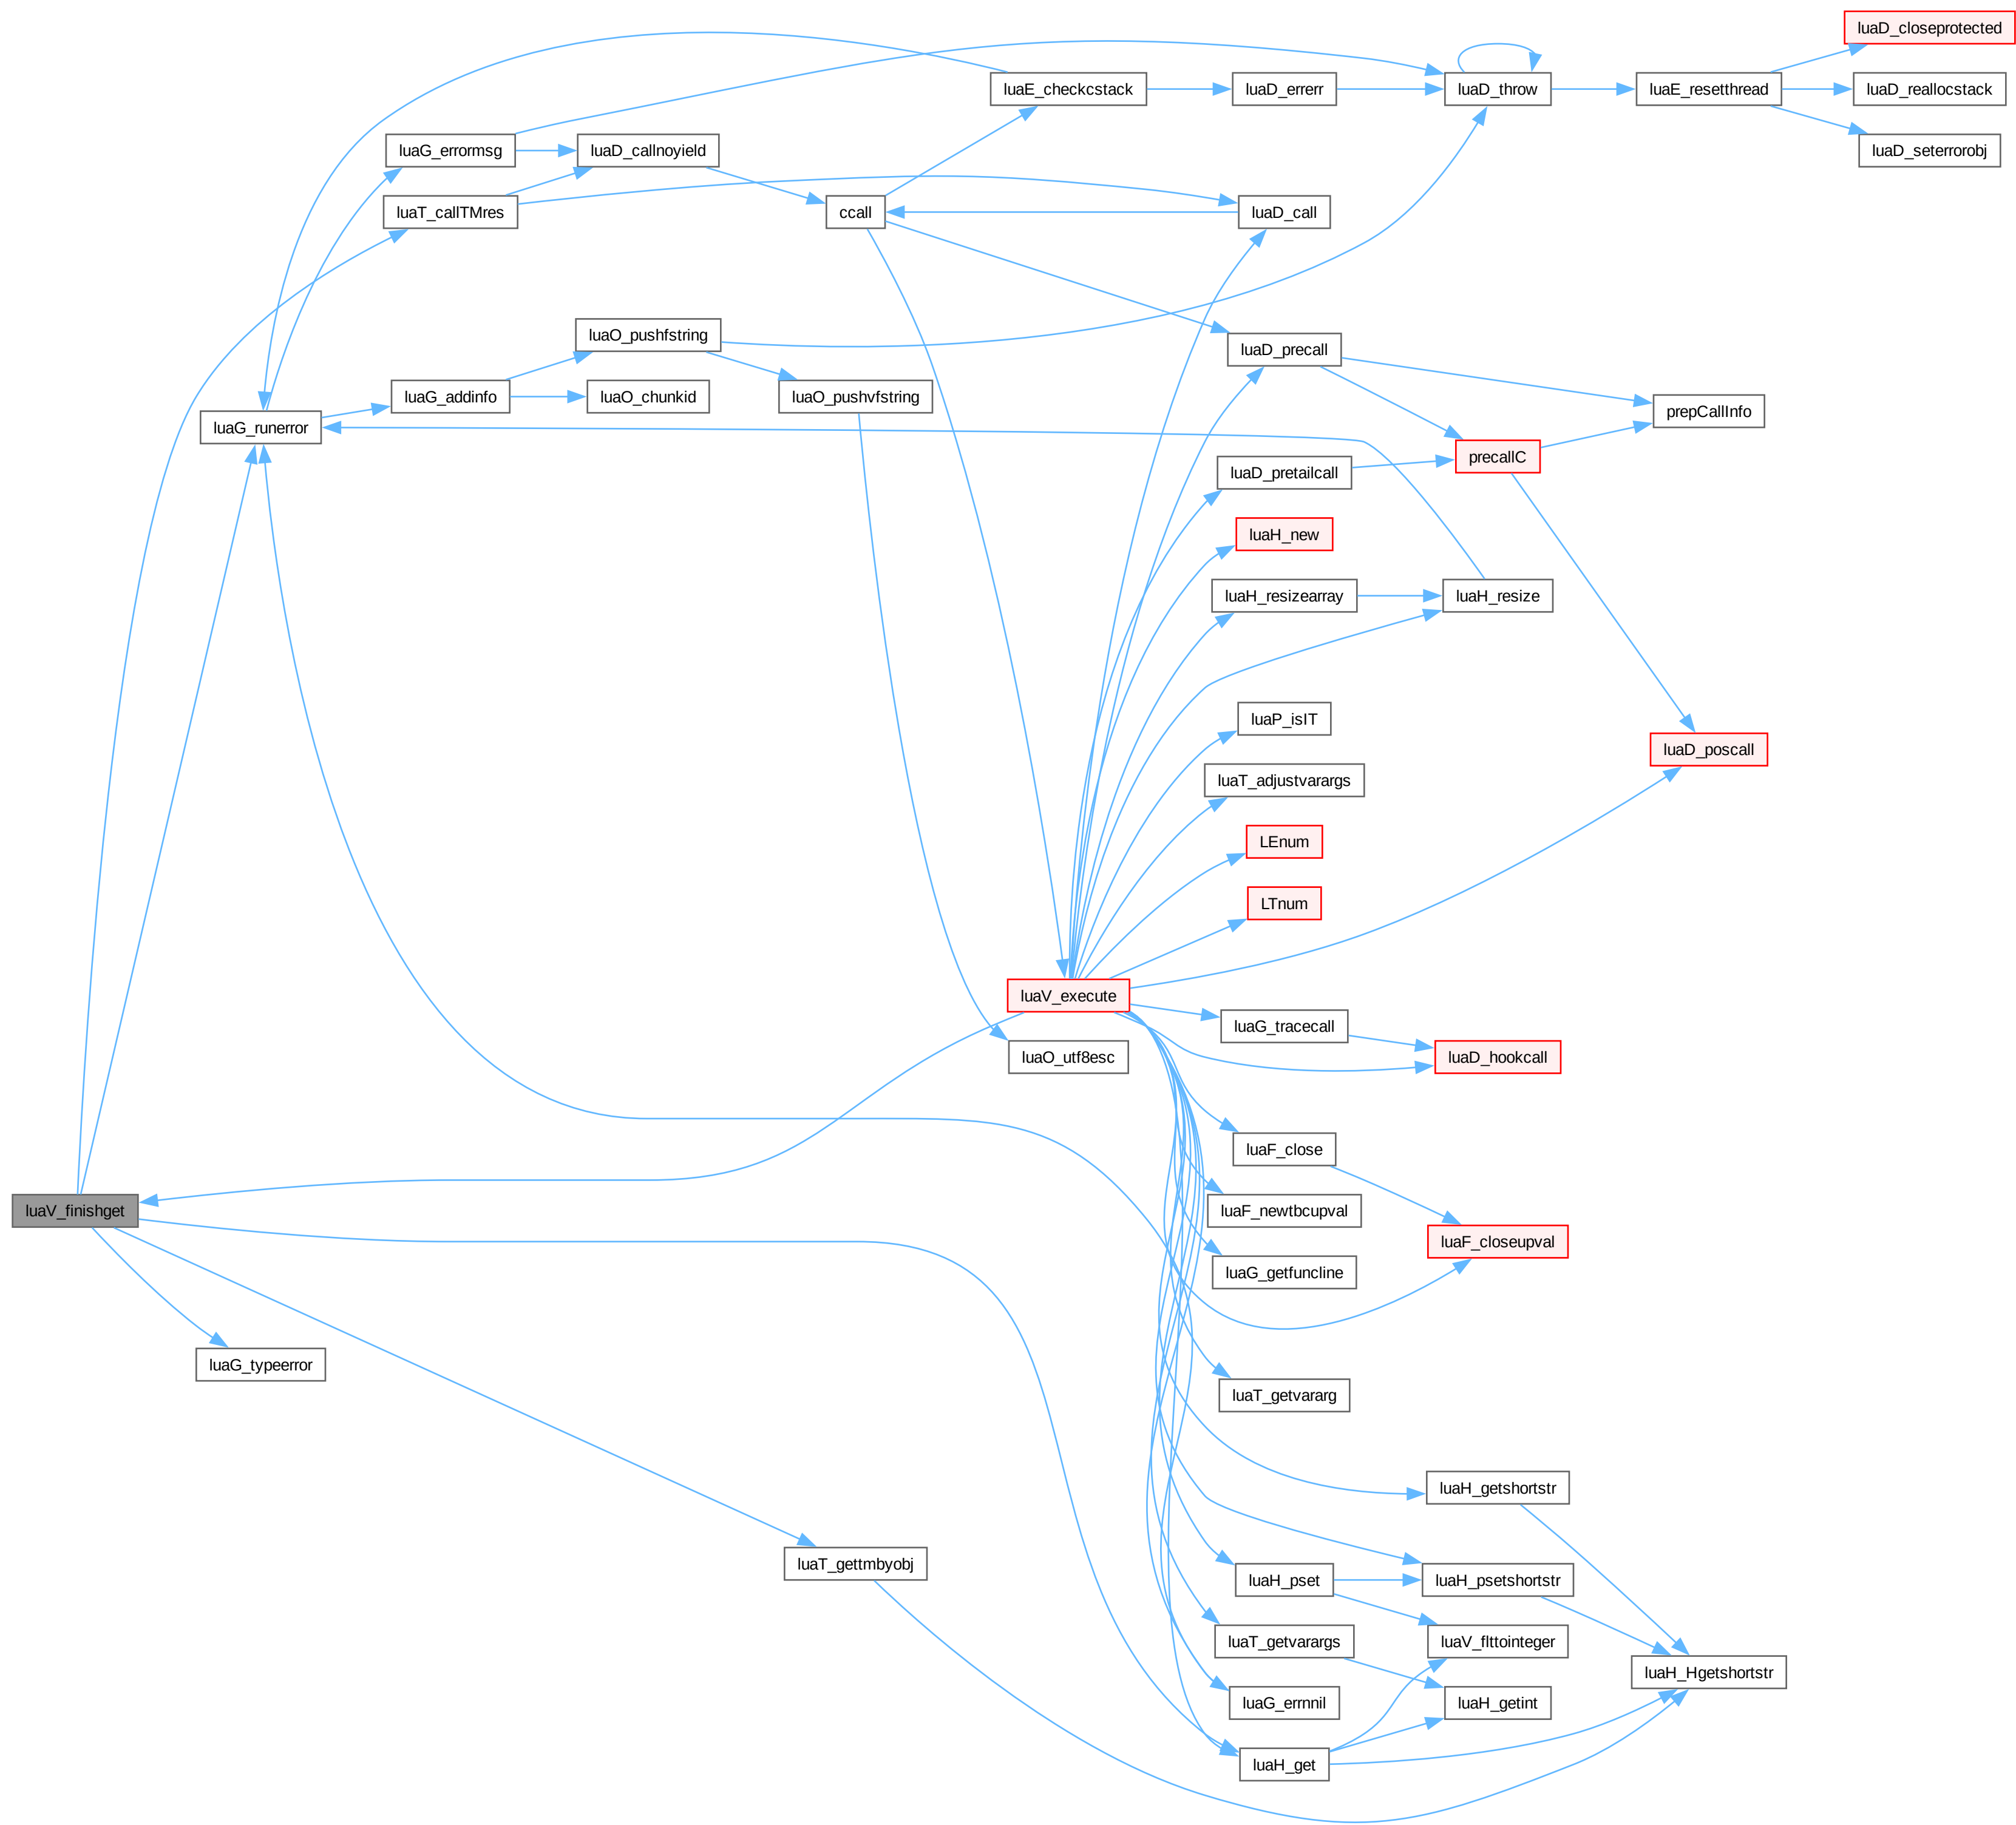 luaD_closeprotected
luaE_checkcstack
luaD_errerr
luaD_throw
luaE_resetthread
luaD_reallocstack
luaG_errormsg
luaD_callnoyield
luaD_seterrorobj
luaT_callTMres
ccall
luaD_call
luaO_pushfstring
luaD_precall
luaG_addinfo
luaO_chunkid
luaO_pushvfstring
prepCallInfo
luaG_runerror
precallC
luaD_pretailcall
luaH_new
luaH_resizearray
luaH_resize
luaP_isIT
luaD_poscall
luaT_adjustvarargs
LEnum
LTnum
luaV_execute
luaG_tracecall
luaO_utf8esc
luaD_hookcall
luaF_close
luaV_finishget
luaF_newtbcupval
luaF_closeupval
luaG_getfuncline
luaG_typeerror
luaT_getvararg
luaH_getshortstr
luaT_gettmbyobj
luaH_pset
luaH_psetshortstr
luaT_getvarargs
luaV_flttointeger
luaH_Hgetshortstr
luaG_errnnil
luaH_getint
luaH_get